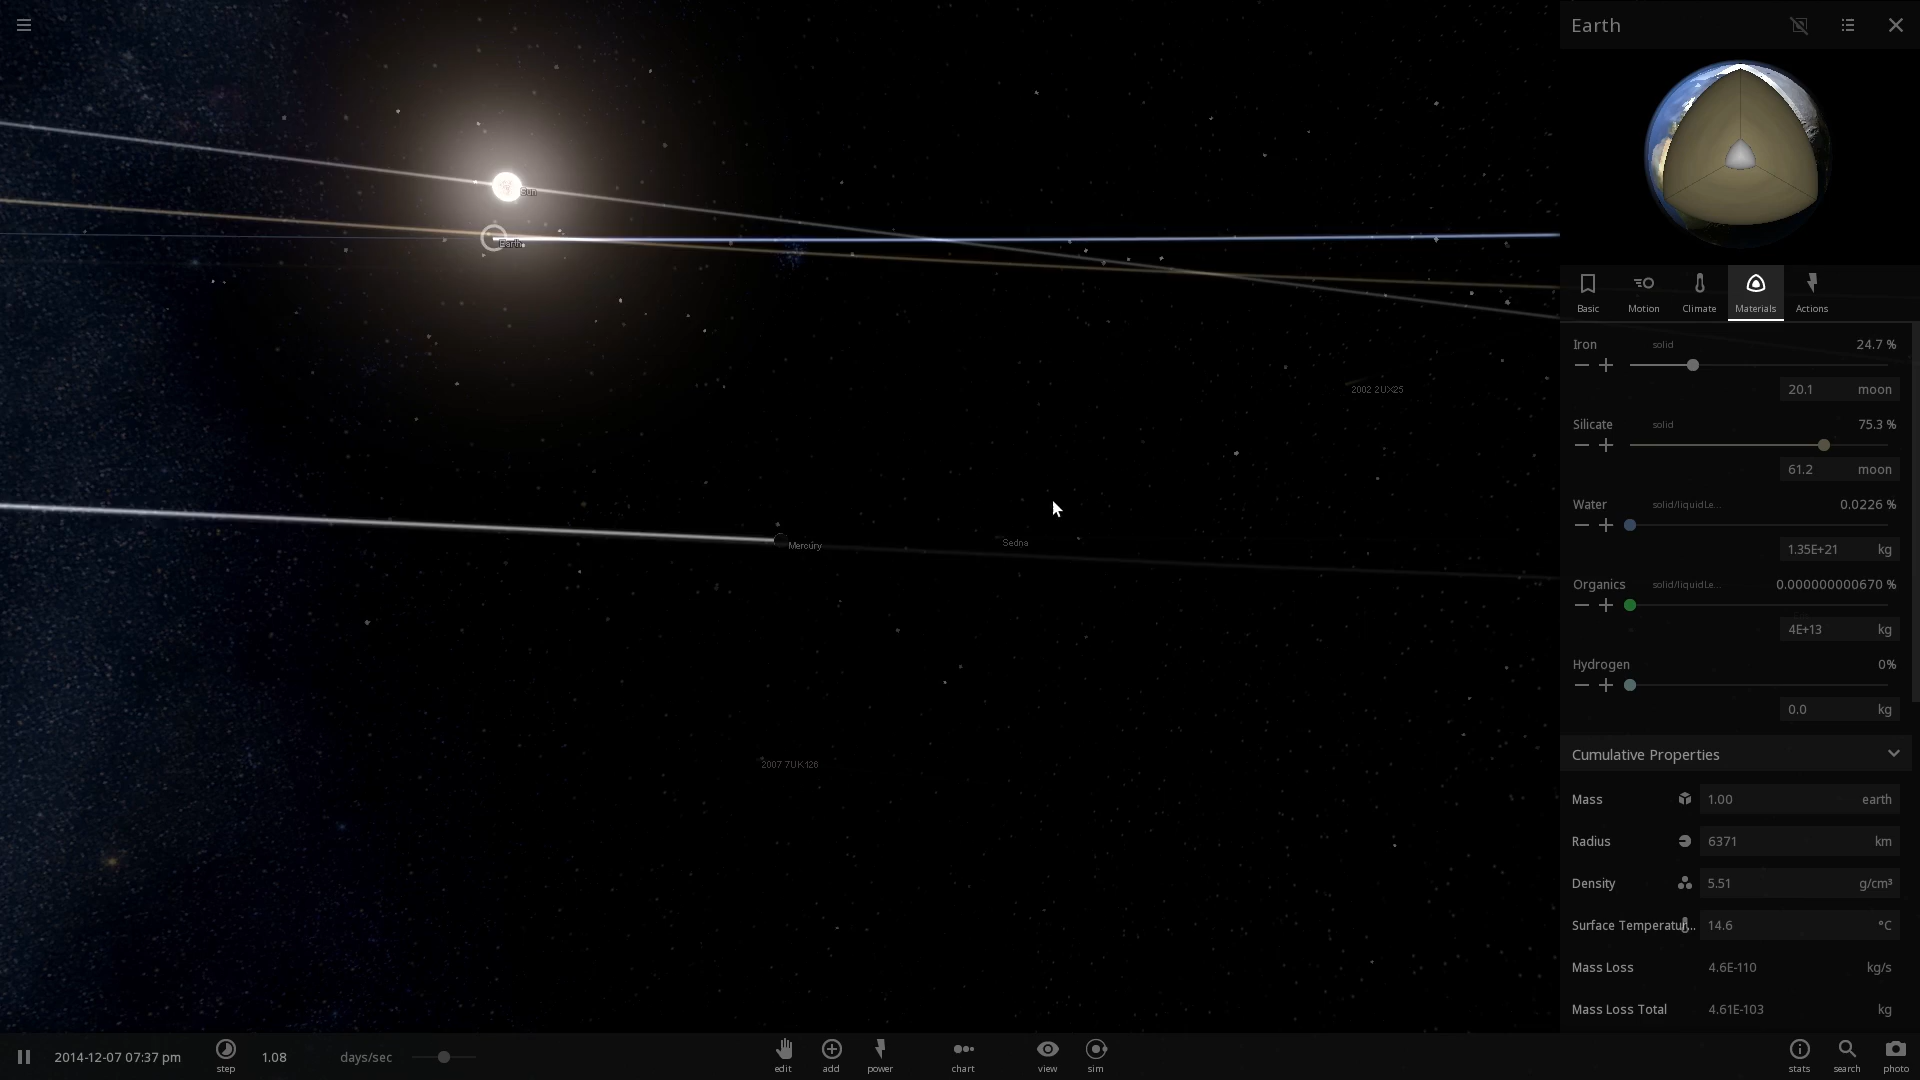 Earth
Sun
Earth
2002 2UX25
Mercury
Sedna
2007 7UK126
Basic Motion Climate Materials Actions
Iron solid 24.7 %
20.1 moon
Silicate solid 75.3 %
61.2 moon
Water solid/liquidLe... 0.0226 %
1.35E+21 kg
Organics solid/liquidLe... 0.000000000670 %
4E+13 kg
Hydrogen 0%
0.0 kg
Cumulative Properties
Mass 1.00 earth
Radius 6371 km
Density 5.51 g/cm³
Surface Temperatur... 14.6 °C
Mass Loss 4.6E-110 kg/s
Mass Loss Total 4.61E-103 kg
2014-12-07 07:37 pm step 1.08 days/sec edit add power chart view sim stats search photo